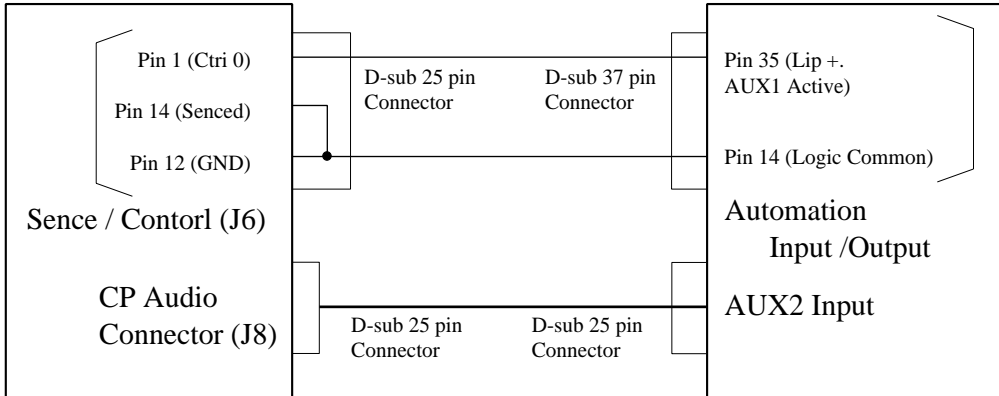 Pin 1 (Ctri 0)
Pin 14 (Senced)
Pin 12 (GND)
Sence / Contorl (J6)
CP Audio
Connector (J8)
D-sub 25 pin
Connector
D-sub 37 pin
Connector
D-sub 25 pin
Connector
D-sub 25 pin
Connector
Pin 35 (Lip +.
AUX1 Active)
Pin 14 (Logic Common)
Automation
Input /Output
AUX2 Input